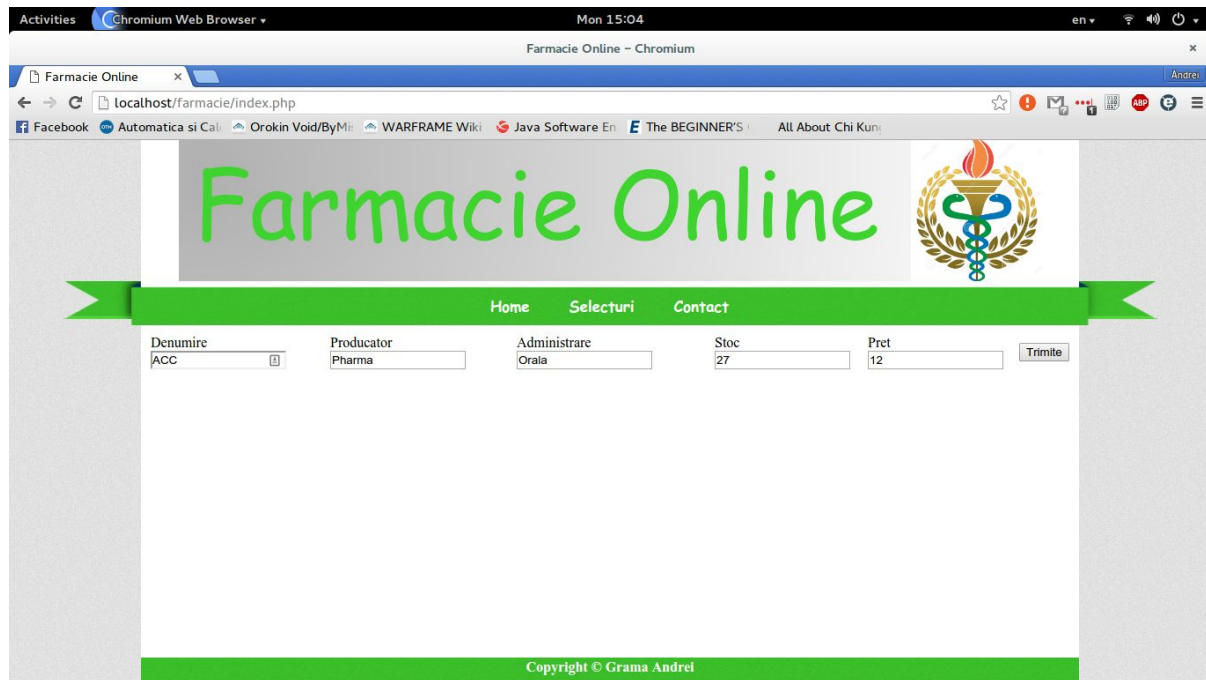 Activities Chromium Web Browser Mon 15:04 en
Farmacie Online – Chromium
Farmacie Online Andrei
localhost/farmacie/index.php
Facebook Automatica si Cal Orokin Void/ByMi WARFRAME Wiki Java Software En The BEGINNER'S All About Chi Kung
Farmacie Online
Home Selecturi Contact
Denumire Producator Administrare Stoc Pret
ACC Pharma Orala 27 12 Trimite
Copyright © Grama Andrei